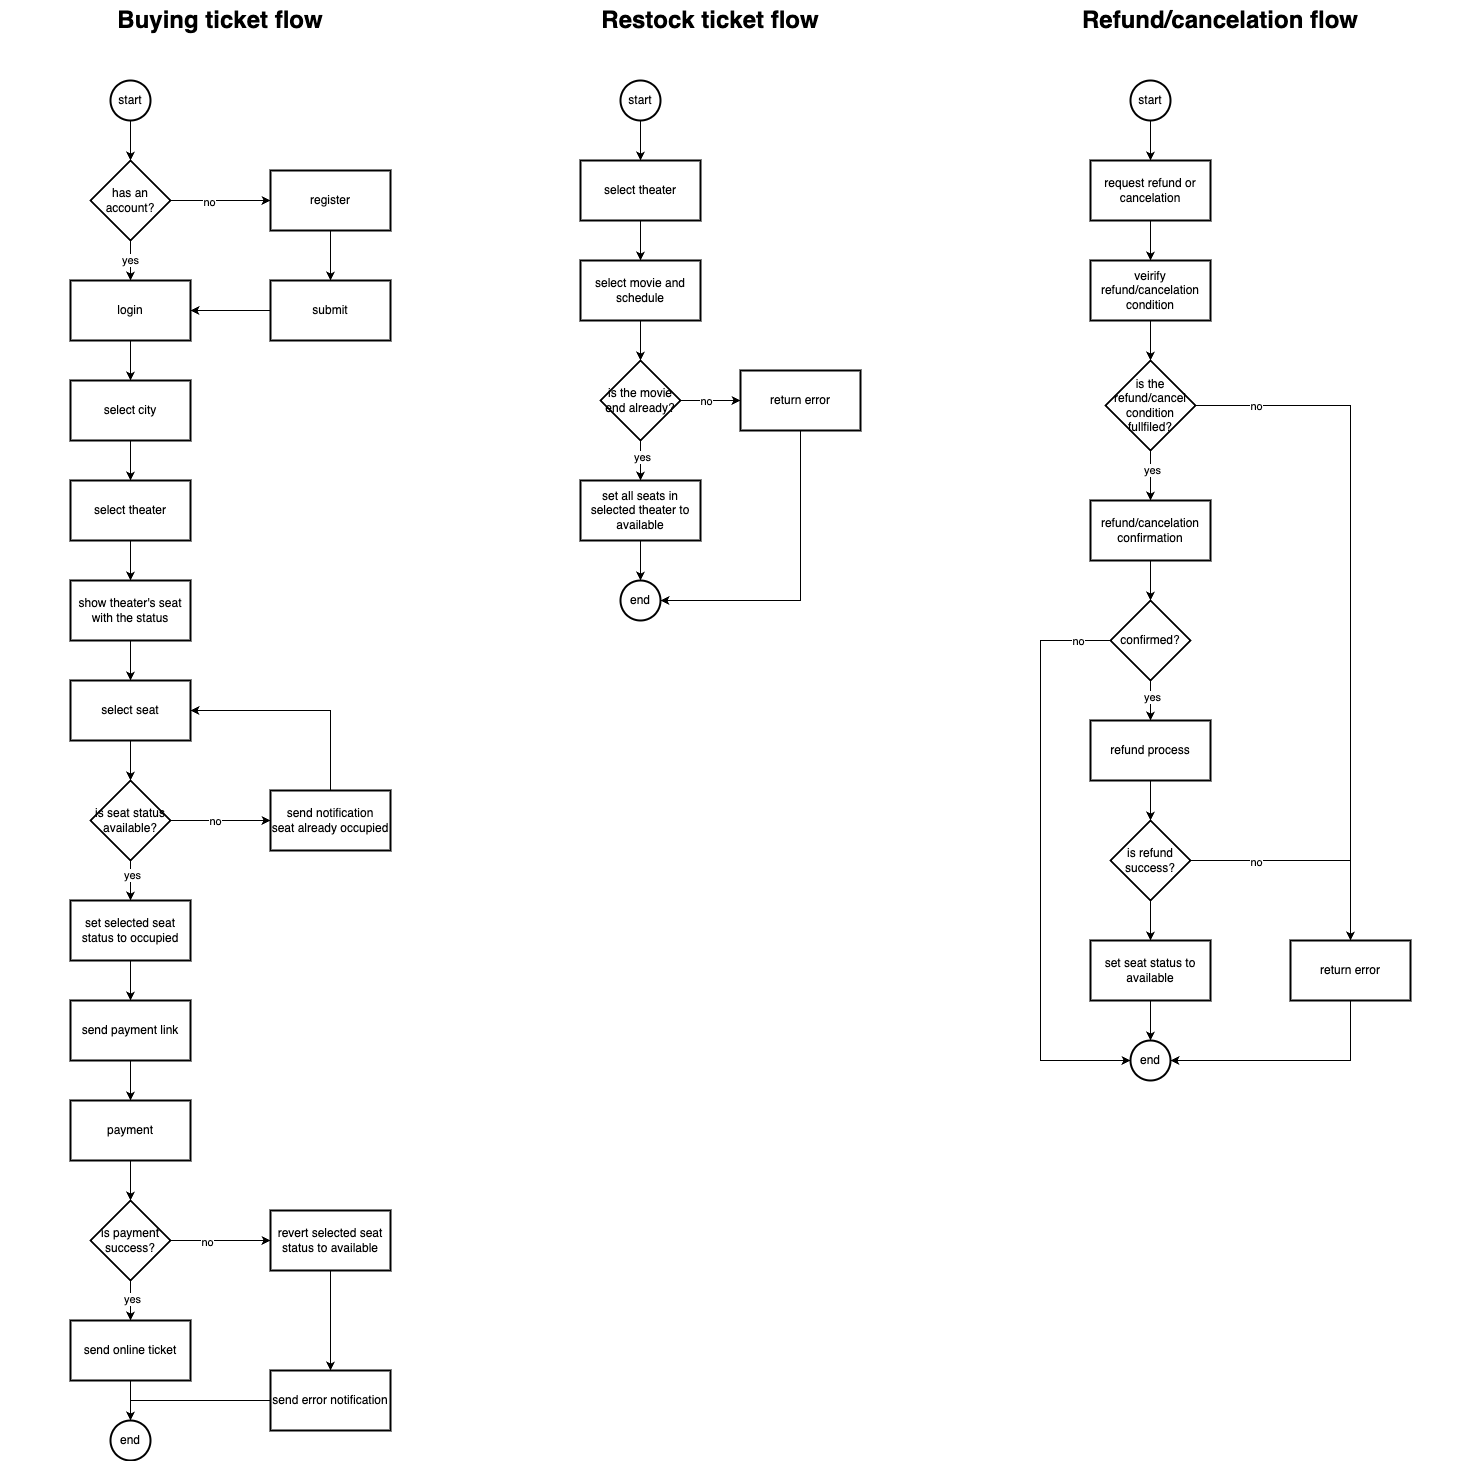 Buying ticket flow
start
has an
account?
no
register
yes
login
submit
select city
select theater
show theater's seat
with the status
select seat
is seat status
available?
no
send notification
seat already occupied
yes
set selected seat
status to occupied
send payment link
payment
is payment
success?
no
revert selected seat
status to available
yes
send online ticket
send error notification
end
Restock ticket flow
start
select theater
select movie and
schedule
is the movie
end already?
no
return error
yes
set all seats in
selected theater to
available
end
Refund/cancelation flow
start
request refund or
cancelation
veirify
refund/cancelation
condition
is the
refund/cancel
condition
fullfiled?
no
yes
refund/cancelation
confirmation
confirmed?
no
yes
refund process
is refund
success?
no
set seat status to
available
return error
end